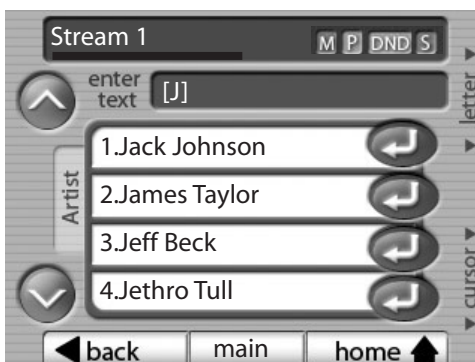 Stream 1
M P DND S
enter text [J]
Artist
1.Jack Johnson
2.James Taylor
3.Jeff Beck
4.Jethro Tull
letter
cursor
back main home